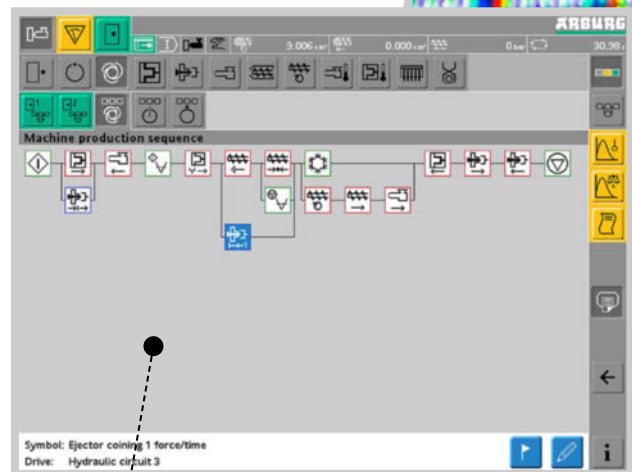 ARBURG
9.006 cm³
0.000 cm³
0 bar
30.98 s
Machine production sequence
Symbol: Ejector coining 1 force/time
Drive: Hydraulic circuit 3